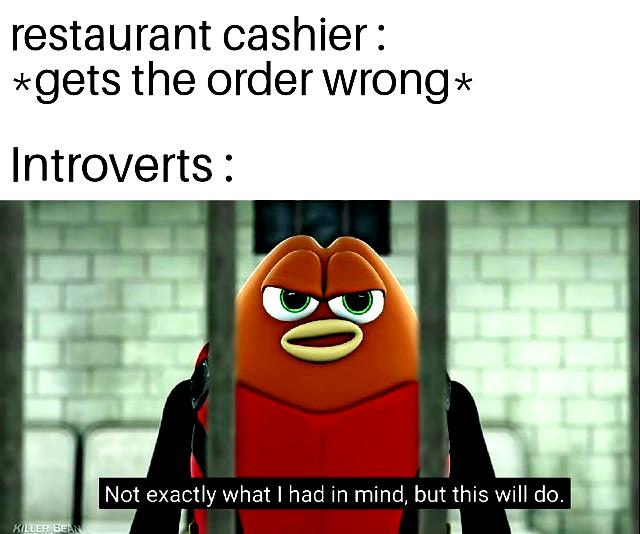 restaurant cashier :
*gets the order wrong*
Introverts :
Not exactly what I had in mind, but this will do.
KILLER BEAN